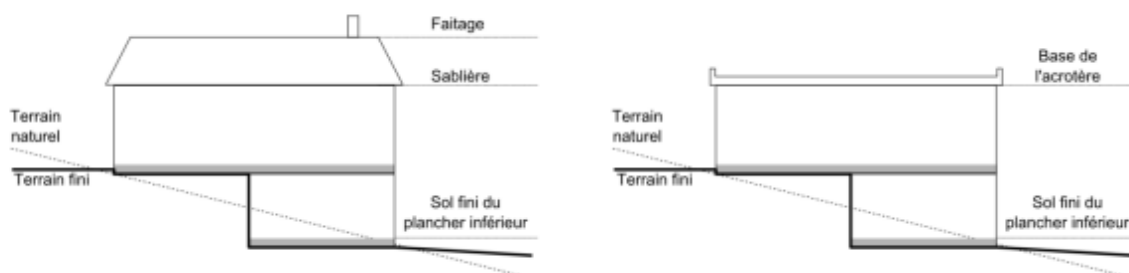 Faitage
Sablière
Terrain
naturel
Terrain fini
Sol fini du
plancher inférieur
Base de
l'acrotère
Terrain
naturel
Terrain fini
Sol fini du
plancher inférieur